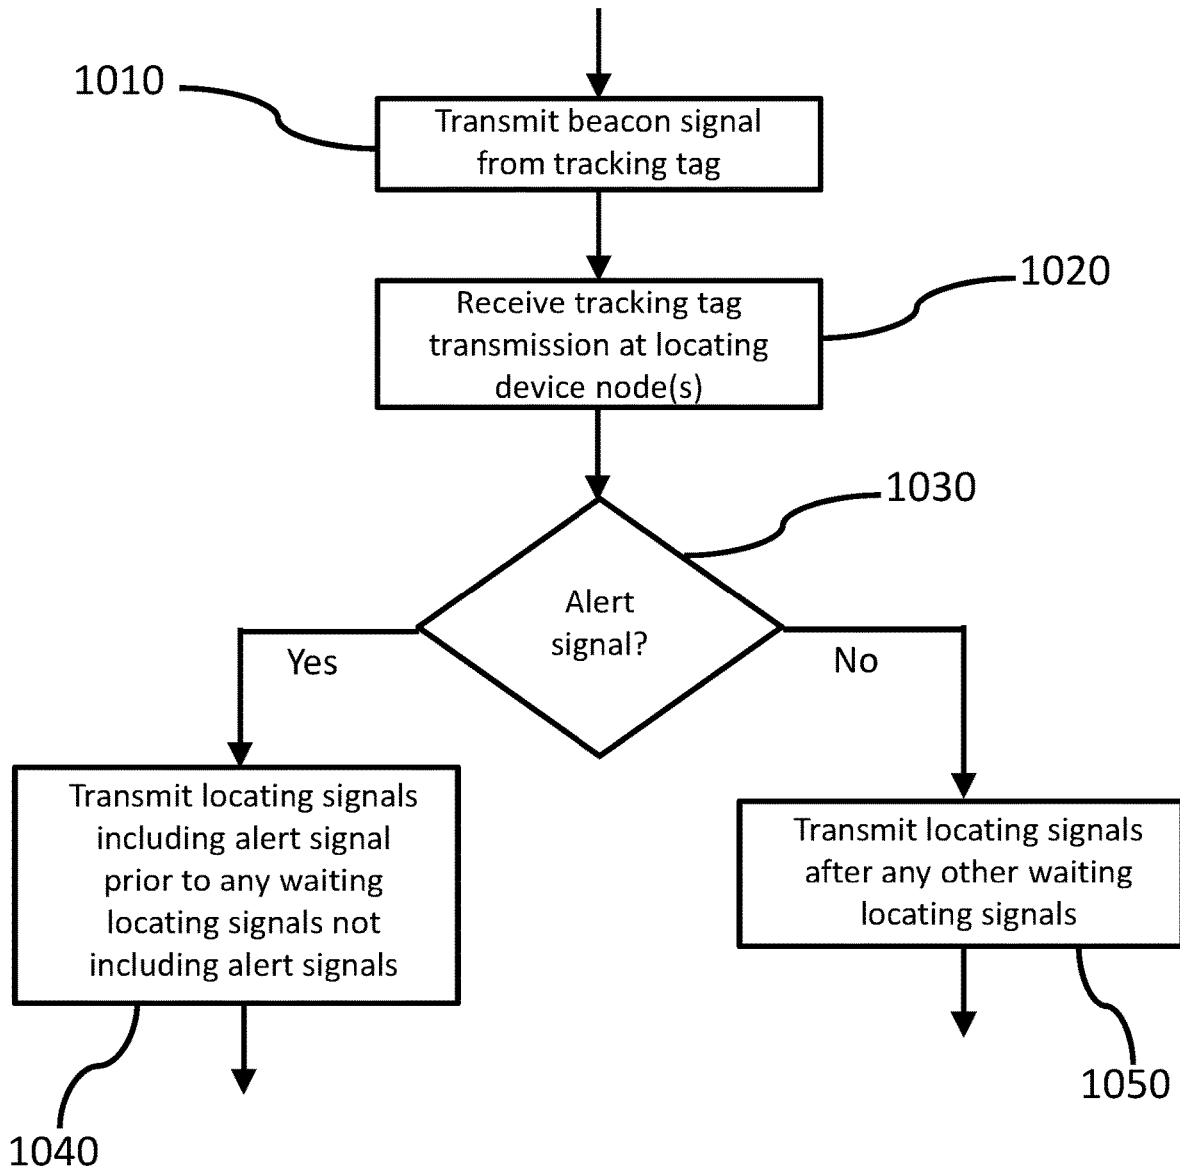 1010
Transmit beacon signal
from tracking tag
1020
Receive tracking tag
transmission at locating
device node(s)
1030
Alert
signal?
Yes
No
Transmit locating signals
including alert signal
prior to any waiting
locating signals not
including alert signals
Transmit locating signals
after any other waiting
locating signals
1040
1050